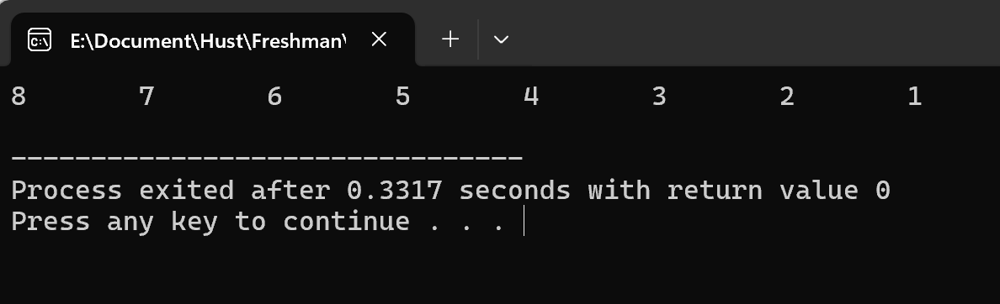 E:\Document\Hust\Freshman\
8 7 6 5 4 3 2 1
--------------------------------
Process exited after 0.3317 seconds with return value 0
Press any key to continue . . .